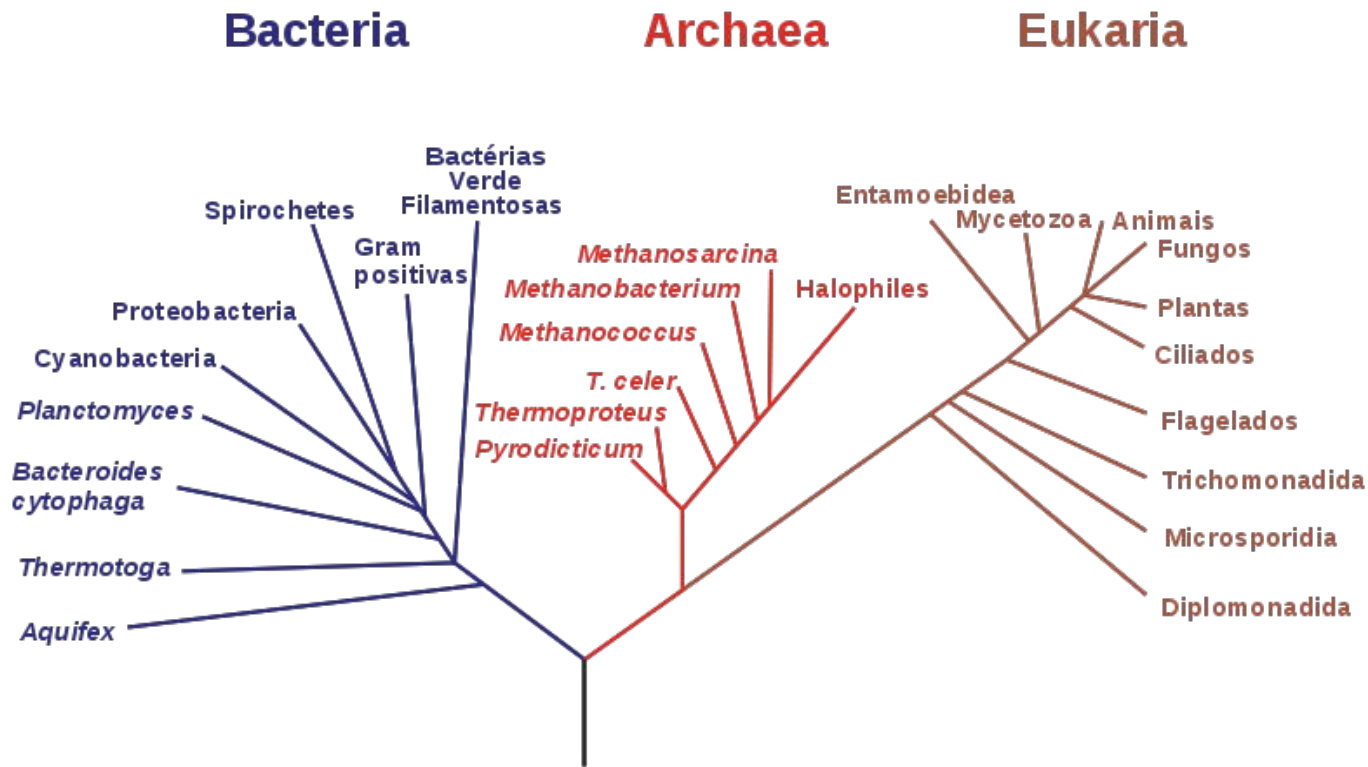 Bacteria
Archaea
Eukaria
Bactérias
Verde
Filamentosas
Spirochetes
Gram
positivas
Proteobacteria
Cyanobacteria
Planctomyces
Bacteroides
cytophaga
Thermotoga
Aquifex
Methanosarcina
Methanobacterium
Halophiles
Methanococcus
T. celer
Thermoproteus
Pyrodicticum
Entamoebidea
Mycetozoa
Animais
Fungos
Plantas
Ciliados
Flagelados
Trichomonadida
Microsporidia
Diplomonadida